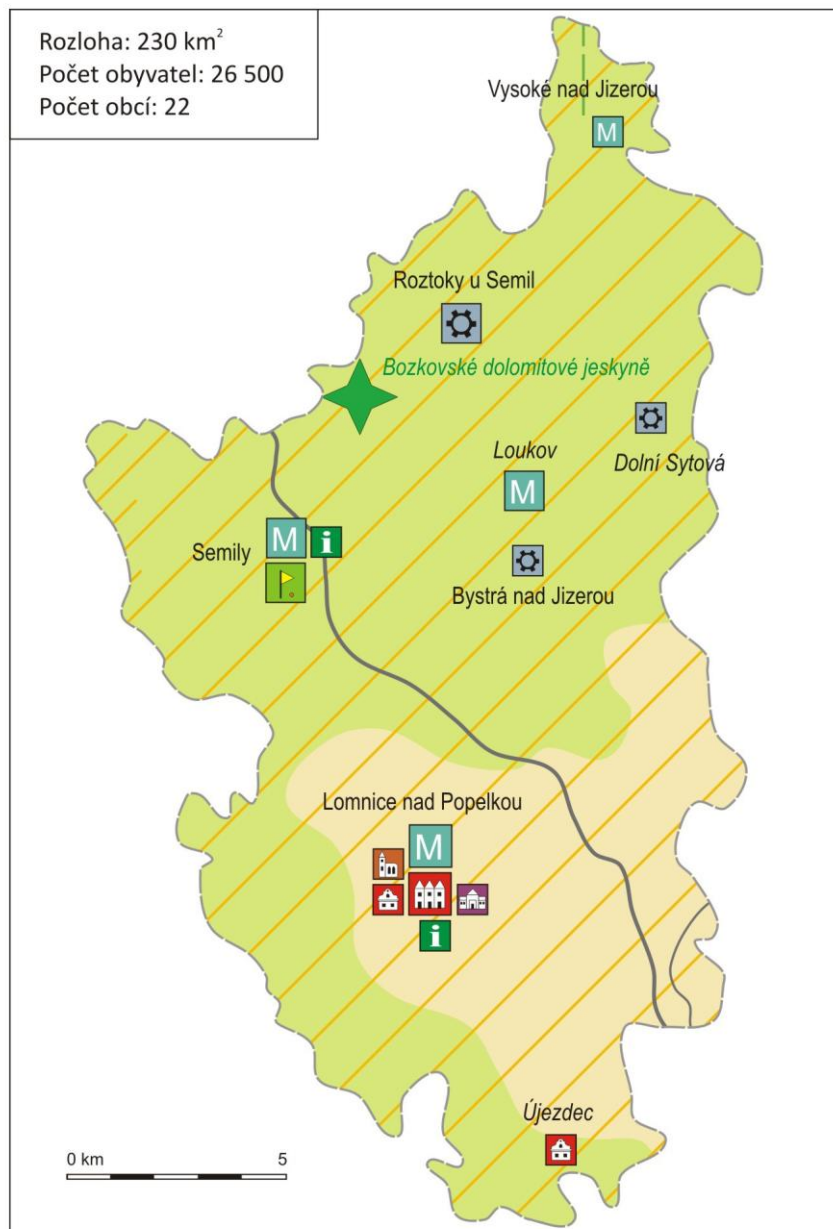 Rozloha: 230 km²
Počet obyvatel: 26 500
Počet obcí: 22
Vysoké nad Jizerou
M
Roztoky u Semil
Bozkovské dolomitové jeskyně
Loukov
M
Dolní Sytová
Semily
M
i
Bystrá nad Jizerou
Lomnice nad Popelkou
M
i
Újezdec
0 km 5